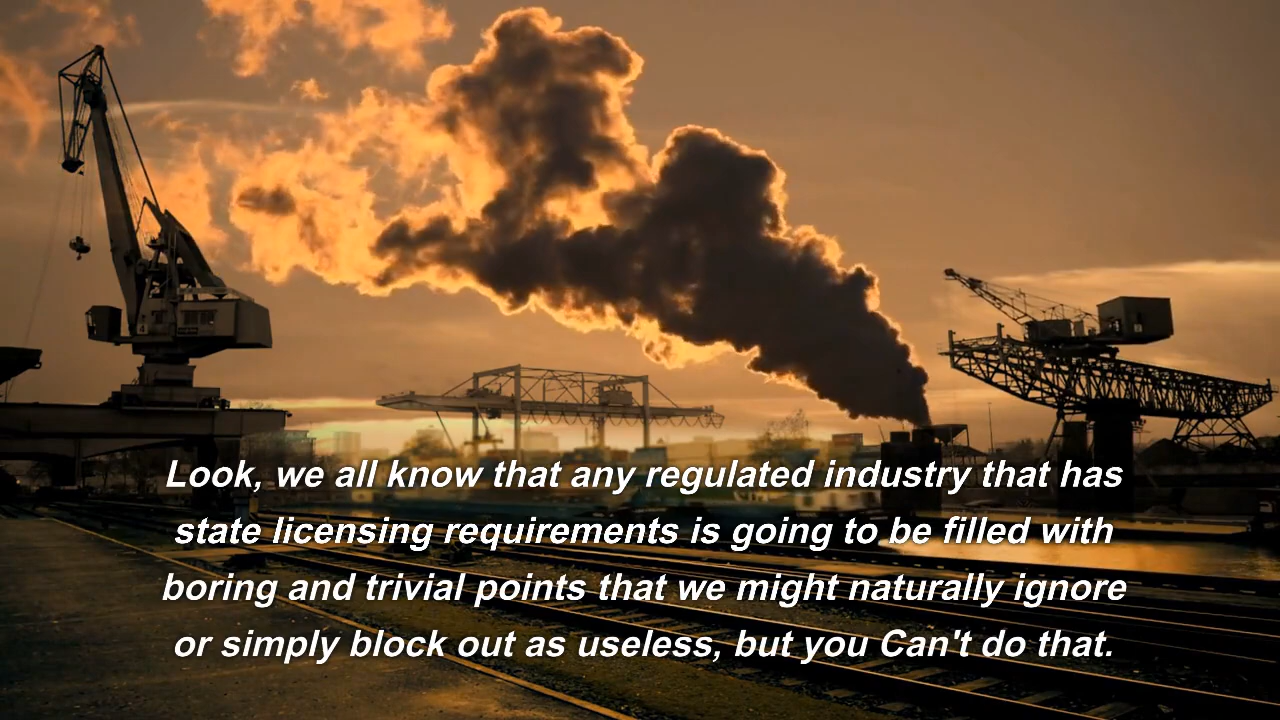 Look, we all know that any regulated industry that has
state licensing requirements is going to be filled with
boring and trivial points that we might naturally ignore
or simply block out as useless, but you Can't do that.